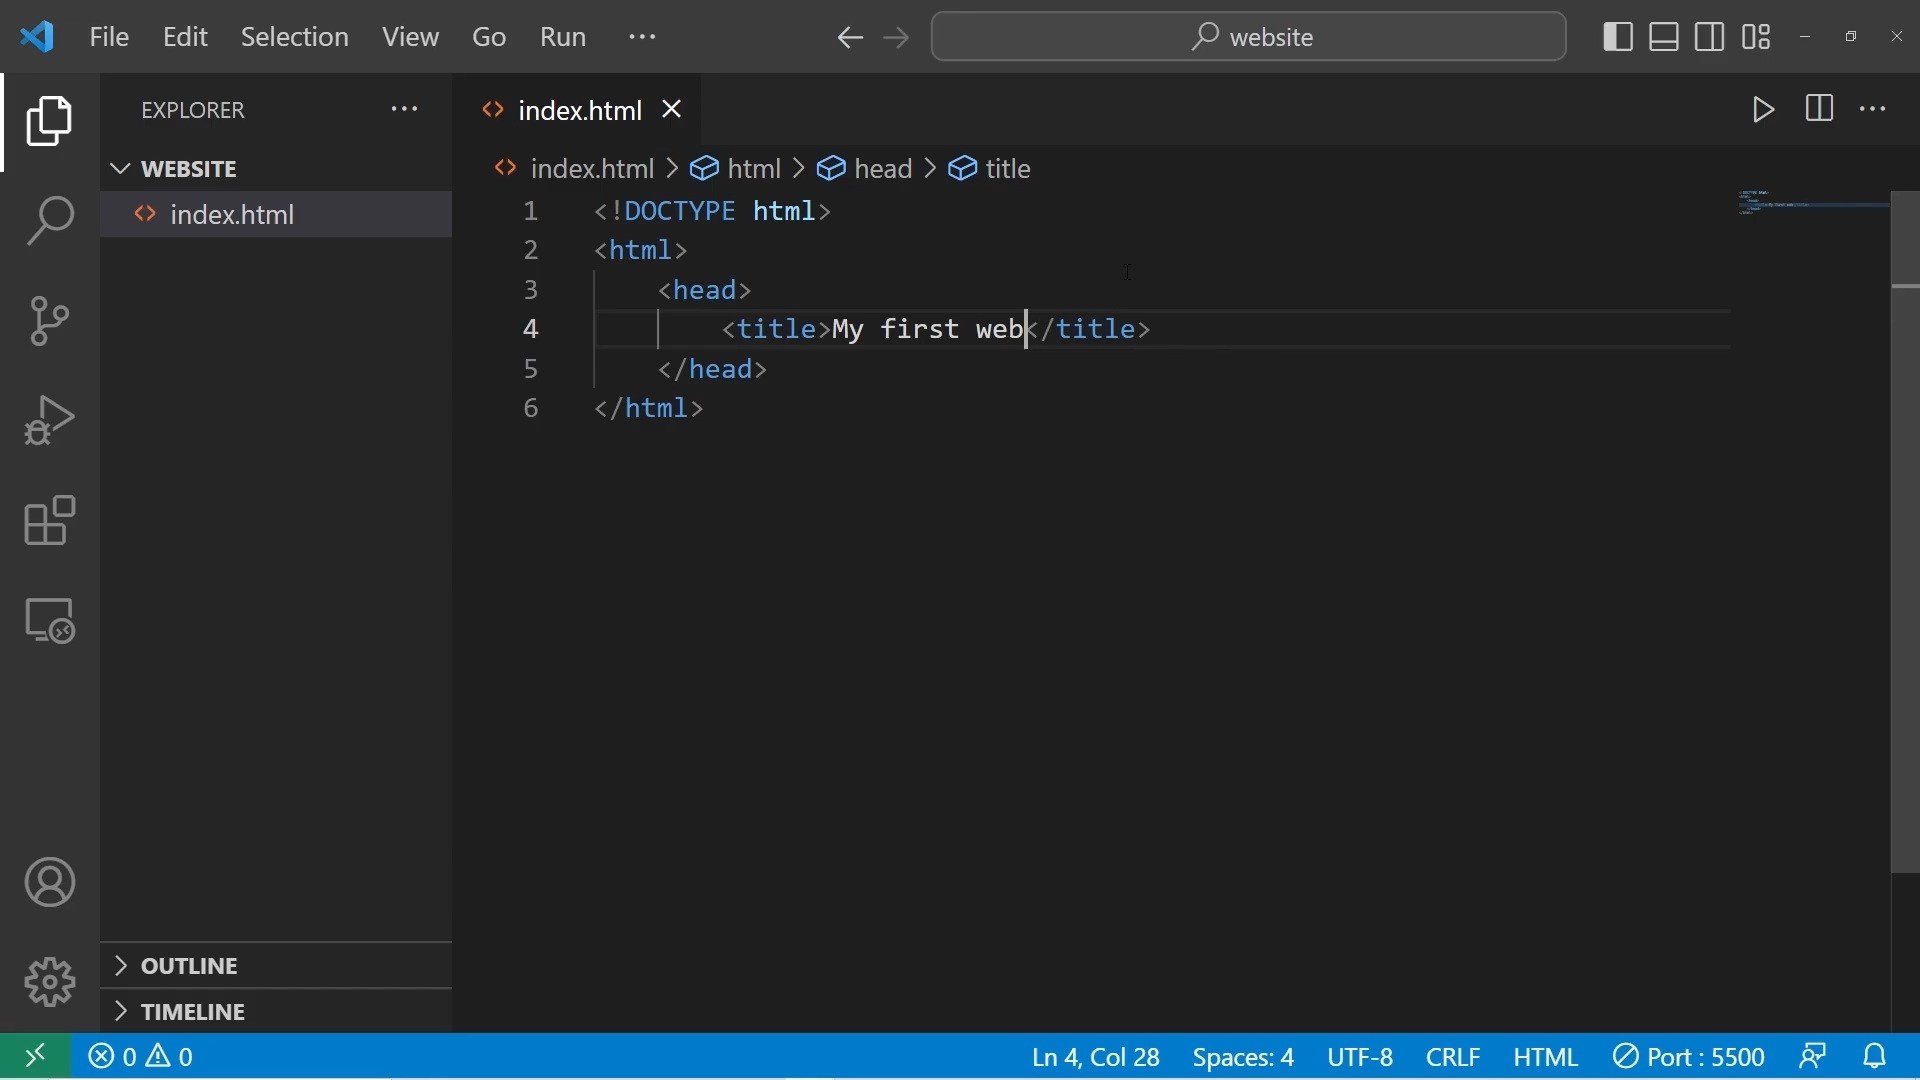 File Edit Selection View Go Run ···
website
EXPLORER ···
WEBSITE
index.html
OUTLINE
TIMELINE
index.html
index.html > html > head > title
1 <!DOCTYPE html>
2 <html>
3 <head>
4 <title>My first web</title>
5 </head>
6 </html>
0 0 Ln 4, Col 28 Spaces: 4 UTF-8 CRLF HTML Port : 5500